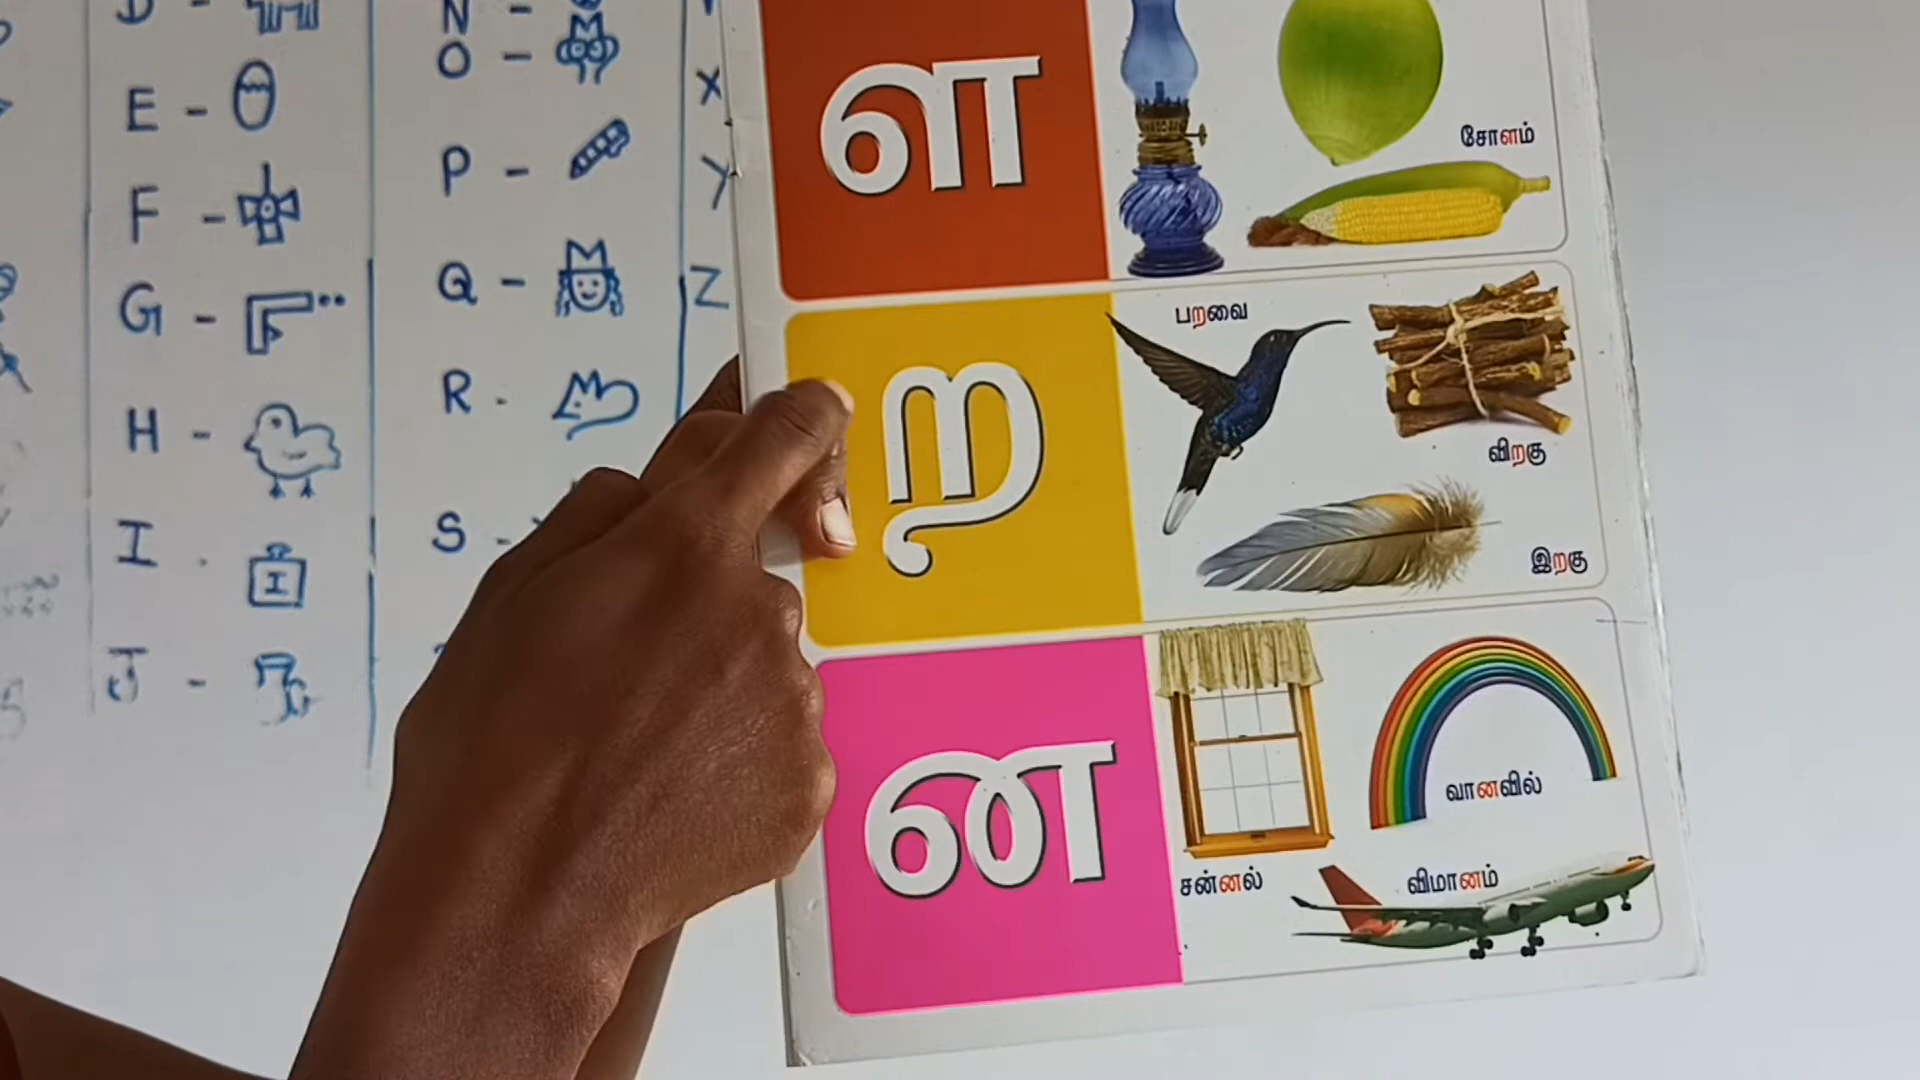 D -
E -
F -
G -
H -
I .
J -
N -
O -
P -
Q -
R -
S -
X
Y
Z
I
ள
சோளம்
ற
பறவை
விறகு
இறகு
ன
வானவில்
சன்னல்
விமானம்